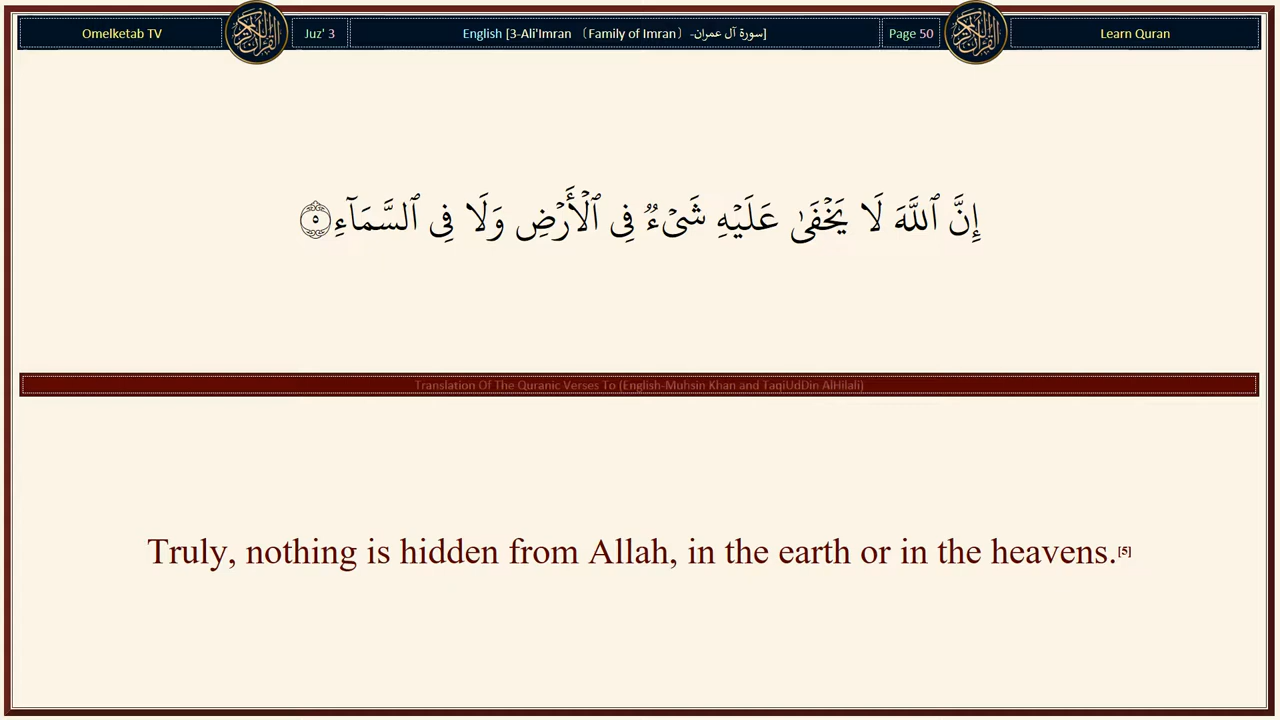 Omelketab TV
Juz' 3
English [3-Ali'Imran (Family of Imran) -سورة آل عمران]
Page 50
Learn Quran
إِنَّ ٱللَّهَ لَا يَخْفَىٰ عَلَيْهِ شَىْءٌۭ فِى ٱلْأَرْضِ وَلَا فِى ٱلسَّمَآءِ ٥
Translation Of The Quranic Verses To (English-Muhsin Khan and TaqiUdDin AlHilali)
Truly, nothing is hidden from Allah, in the earth or in the heavens.[5]